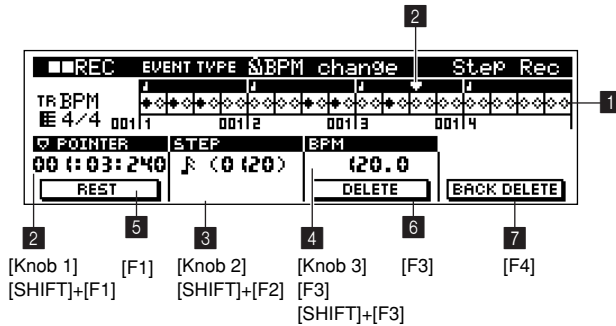 2
■■REC EVENT TYPE BPM change Step Rec
1
TR BPM
4/4 001 1 001 2 001 3 001 4
POINTER STEP BPM
001:03:240 (0120) 120.0
REST DELETE BACK DELETE
2 5 3 4 6 7
[Knob 1] [F1] [Knob 2] [Knob 3] [F3] [F4]
[SHIFT]+[F1] [SHIFT]+[F2] [F3]
[SHIFT]+[F3]